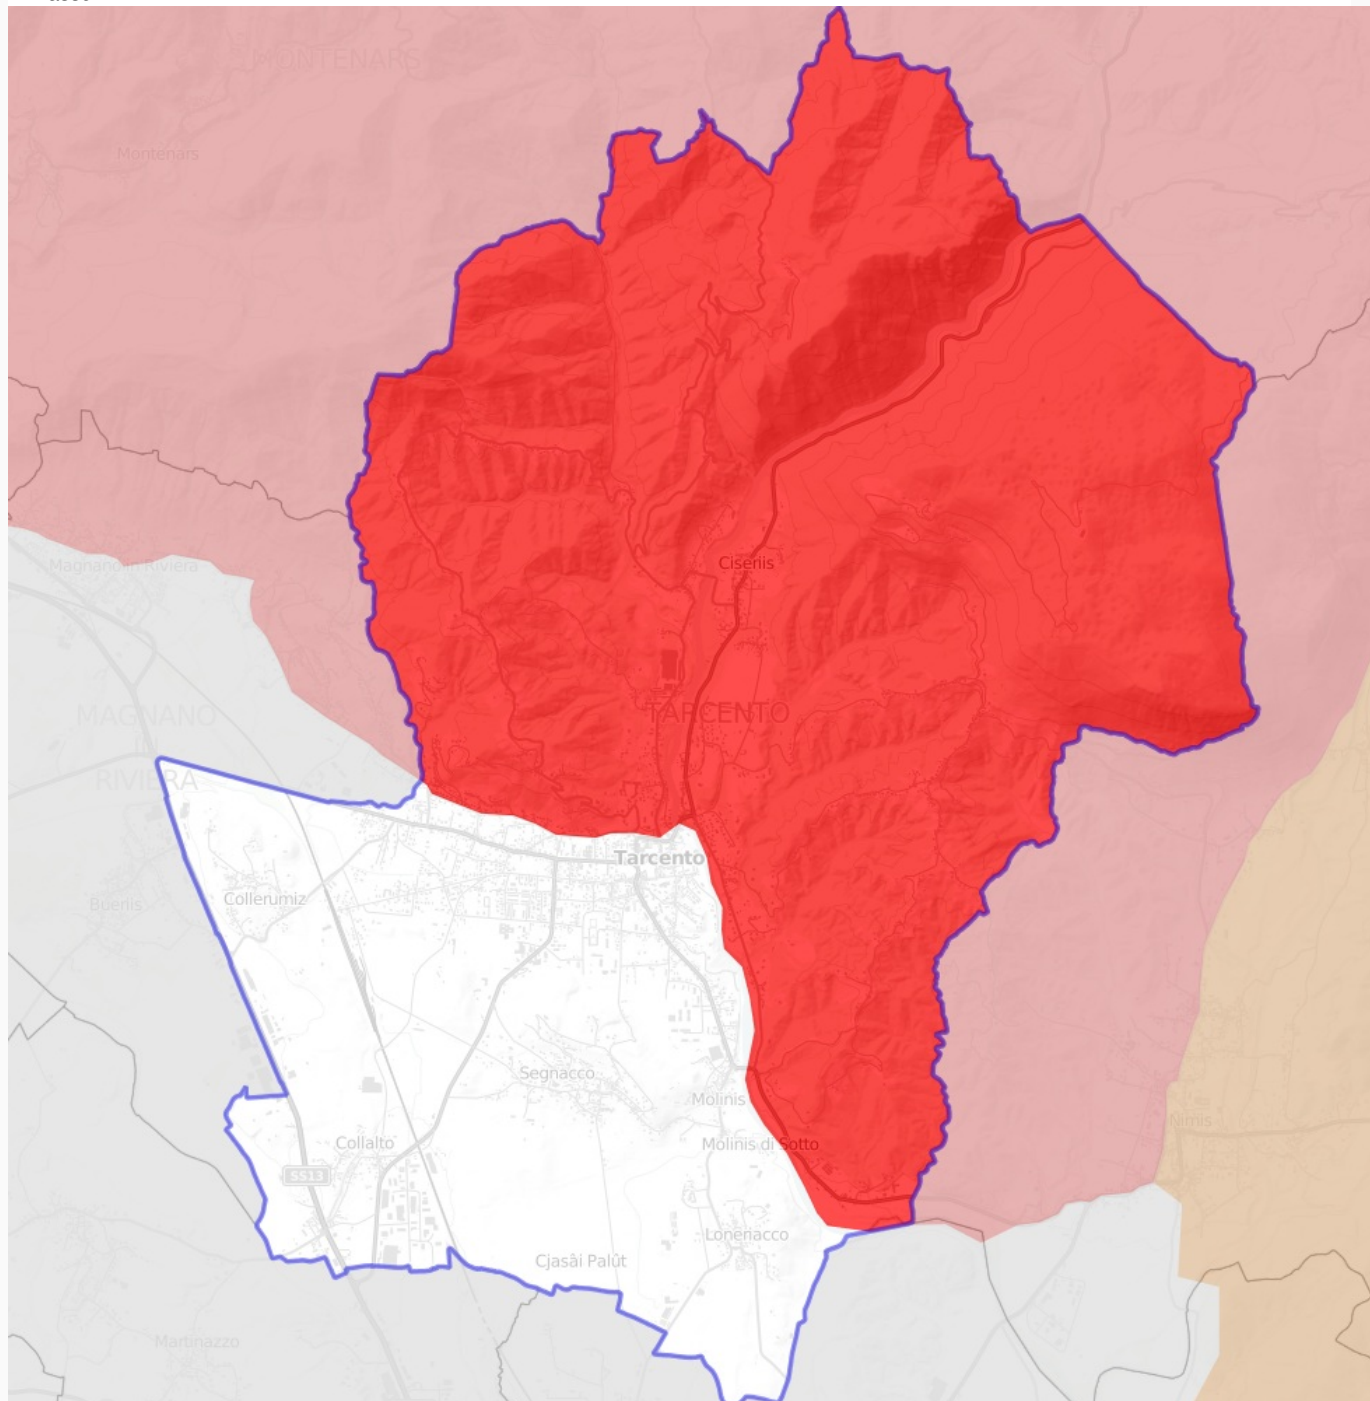 MONTENARS
Montenars
Ciseriis
Magnano in Riviera
MAGNANO
IN
RIVIERA
TARCENTO
Tarcento
Collerumiz
Bueriis
Segnacco
Molinis
Nimis
Collalto
Molinis di Sotto
SS13
Lonenacco
Cjasâi Palût
Martinazzo